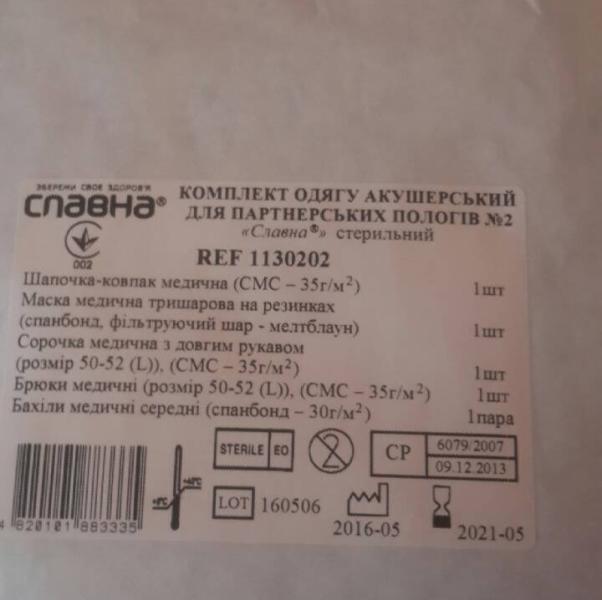 ЗБЕРЕЖИ СВОЄ ЗДОРОВ'Я
славна®
КОМПЛЕКТ ОДЯГУ АКУШЕРСЬКИЙ
ДЛЯ ПАРТНЕРСЬКИХ ПОЛОГІВ №2
«Славна®» стерильний
002
REF 1130202
Шапочка-ковпак медична (СМС – 35г/м²) 1шт
Маска медична тришарова на резинках
(спанбонд, фільтруючий шар - мелтблаун) 1шт
Сорочка медична з довгим рукавом
(розмір 50-52 (L)), (СМС – 35г/м²) 1шт
Брюки медичні (розмір 50-52 (L)), (СМС – 35г/м²) 1шт
Бахіли медичні середні (спанбонд – 30г/м²) 1пара
STERILE EO
2
СР 6079/2007
09.12.2013
LOT 160506
2016-05
2021-05
4 820101 883335